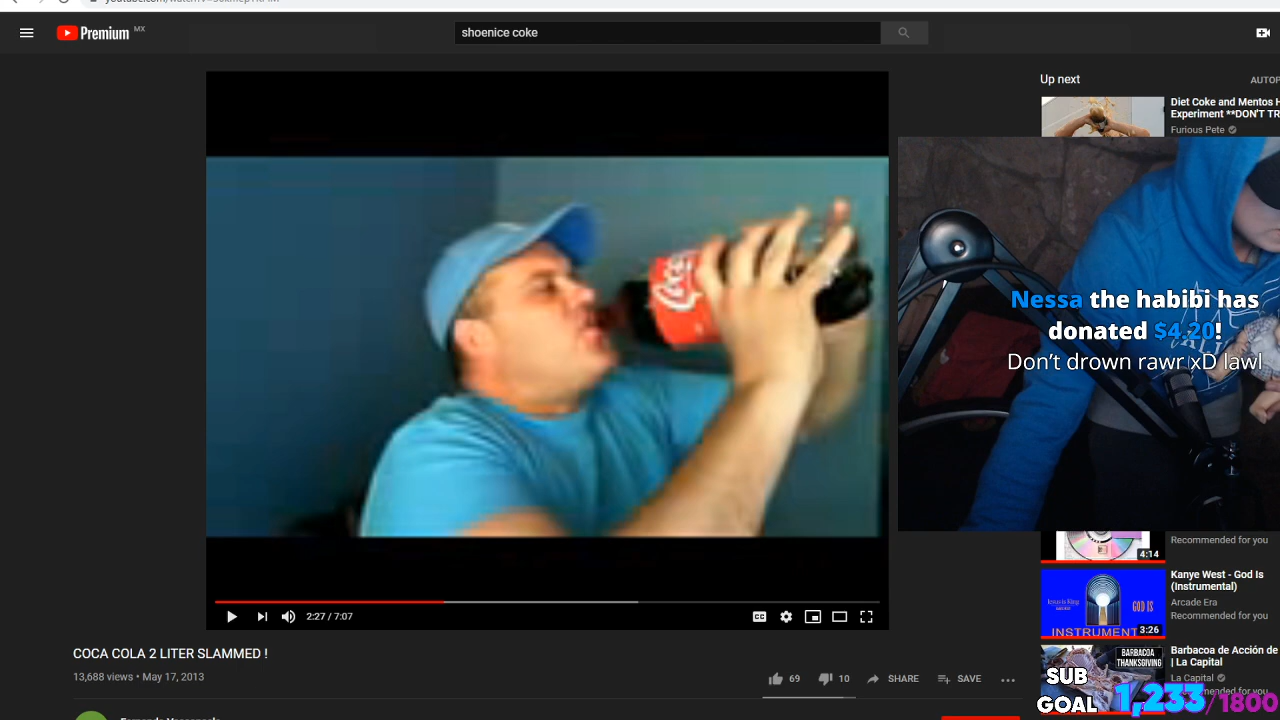 Premium MX
shoenice coke
Up next
AUTOP
Diet Coke and Mentos H
Experiment **DON'T TR
Furious Pete
Coca
Nessa the habibi has
donated $4.20!
Don't drown rawr xD lawl
Recommended for you
4:14
Kanye West - God Is
(Instrumental)
Arcade Era
Recommended for you
GOD IS
INSTRUMENT
3:26
2:27 / 7:07
CC
COCA COLA 2 LITER SLAMMED !
13,688 views • May 17, 2013
69
10
SHARE
SAVE
BARBACOA
THANKSGIVING
Barbacoa de Acción de
| La Capital
La Capital
SUB
GOAL
1,233/1800